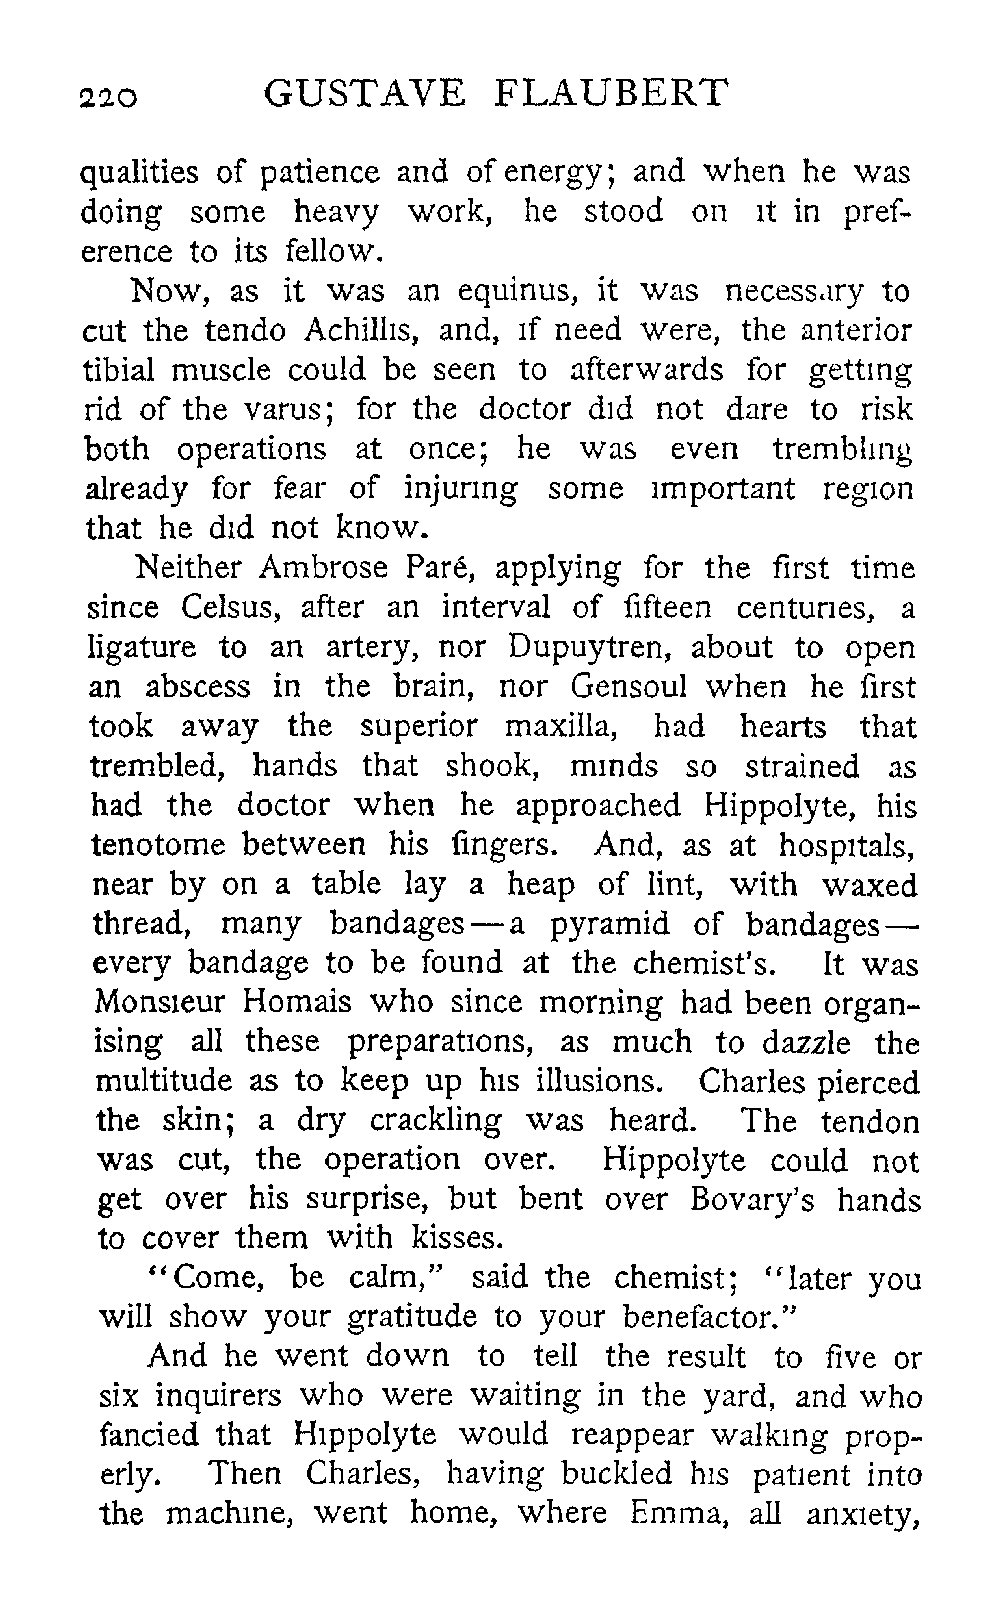 220 GUSTAVE FLAUBERT
qualities of patience and of energy; and when he was
doing some heavy work, he stood on it in pref-
erence to its fellow.
Now, as it was an equinus, it was necessary to
cut the tendo Achillis, and, if need were, the anterior
tibial muscle could be seen to afterwards for getting
rid of the varus; for the doctor did not dare to risk
both operations at once; he was even trembling
already for fear of injuring some important region
that he did not know.
Neither Ambrose Paré, applying for the first time
since Celsus, after an interval of fifteen centuries, a
ligature to an artery, nor Dupuytren, about to open
an abscess in the brain, nor Gensoul when he first
took away the superior maxilla, had hearts that
trembled, hands that shook, minds so strained as
had the doctor when he approached Hippolyte, his
tenotome between his fingers. And, as at hospitals,
near by on a table lay a heap of lint, with waxed
thread, many bandages—a pyramid of bandages—
every bandage to be found at the chemist's. It was
Monsieur Homais who since morning had been organ-
ising all these preparations, as much to dazzle the
multitude as to keep up his illusions. Charles pierced
the skin; a dry crackling was heard. The tendon
was cut, the operation over. Hippolyte could not
get over his surprise, but bent over Bovary's hands
to cover them with kisses.
"Come, be calm," said the chemist; "later you
will show your gratitude to your benefactor."
And he went down to tell the result to five or
six inquirers who were waiting in the yard, and who
fancied that Hippolyte would reappear walking prop-
erly. Then Charles, having buckled his patient into
the machine, went home, where Emma, all anxiety,